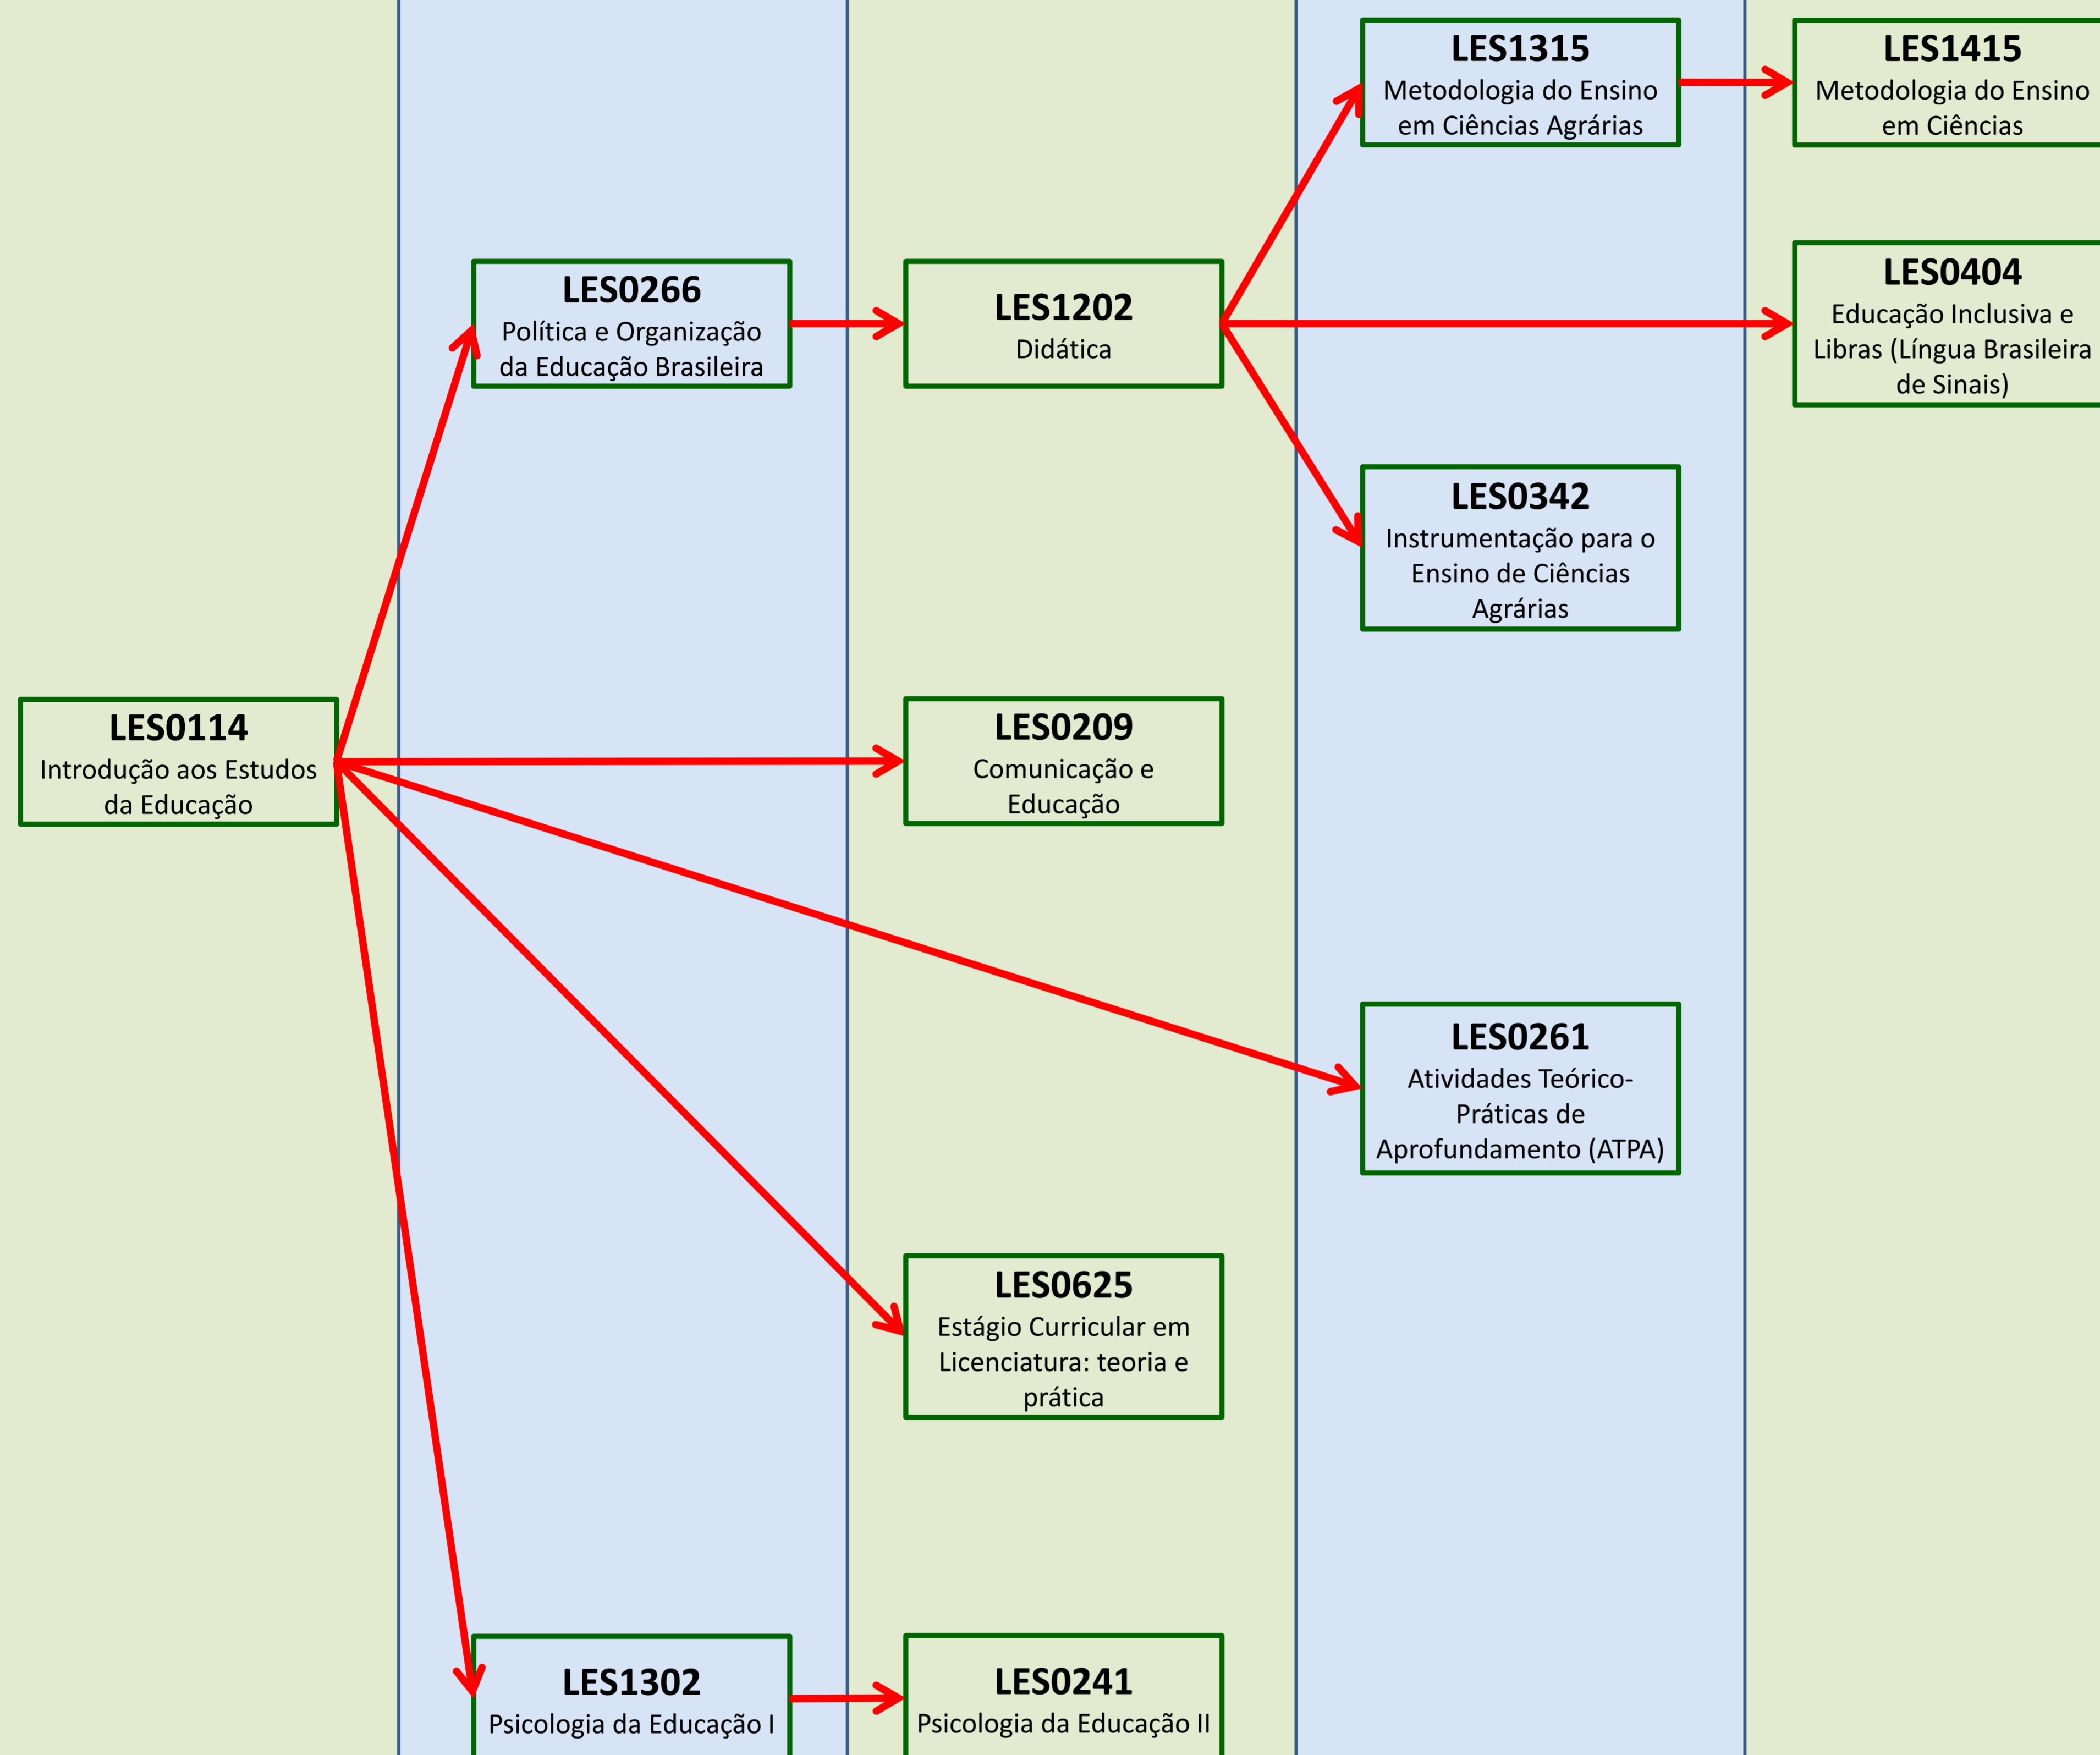 LES1315
Metodologia do Ensino
em Ciências Agrárias
LES1415
Metodologia do Ensino
em Ciências
LES0266
Política e Organização
da Educação Brasileira
LES1202
Didática
LES0404
Educação Inclusiva e
Libras (Língua Brasileira
de Sinais)
LES0342
Instrumentação para o
Ensino de Ciências
Agrárias
LES0114
Introdução aos Estudos
da Educação
LES0209
Comunicação e
Educação
LES0261
Atividades Teórico-
Práticas de
Aprofundamento (ATPA)
LES0625
Estágio Curricular em
Licenciatura: teoria e
prática
LES1302
Psicologia da Educação I
LES0241
Psicologia da Educação II